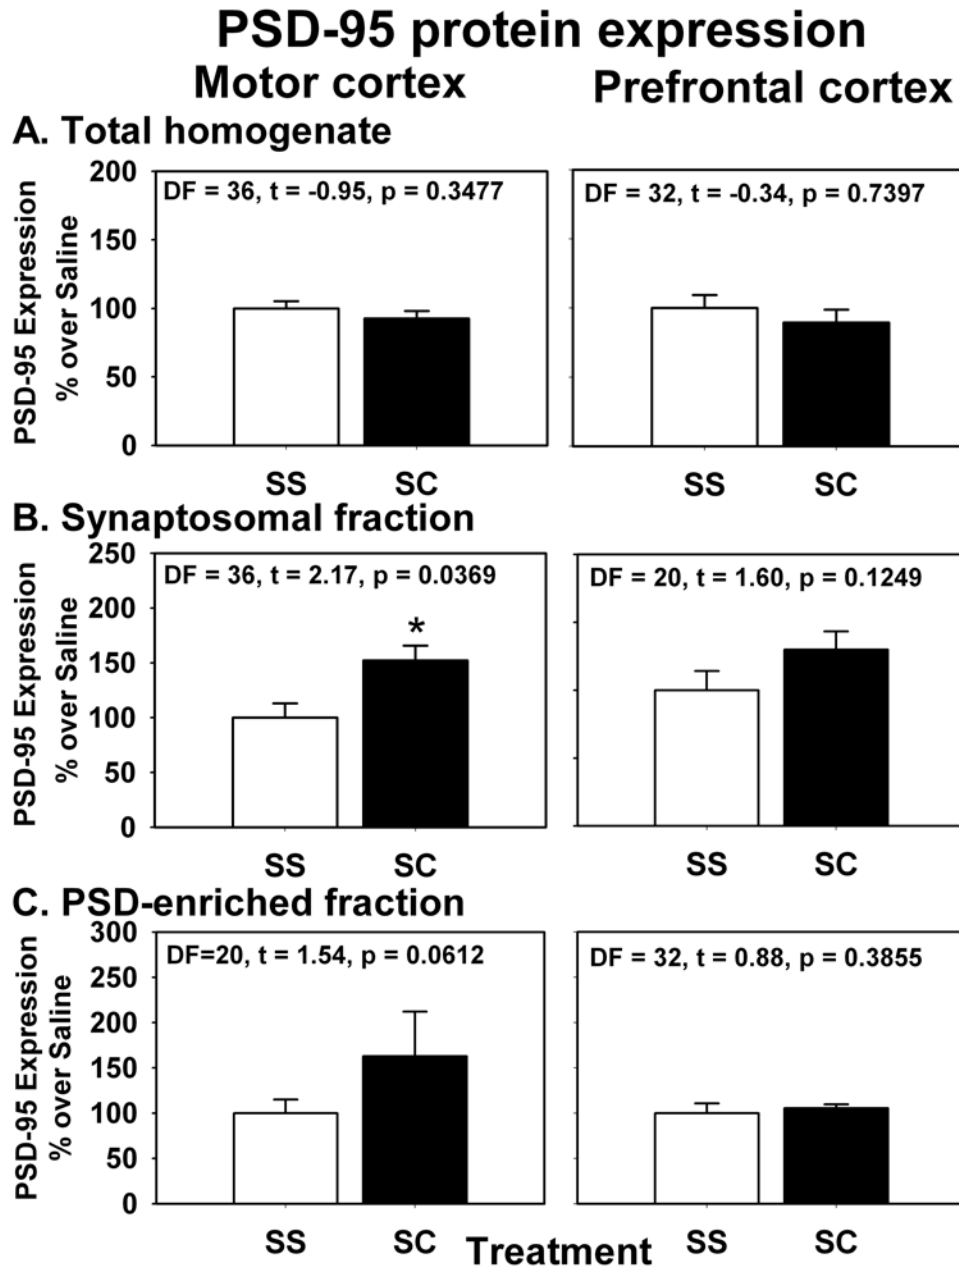 PSD-95 protein expression
Motor cortex
Prefrontal cortex
A. Total homogenate
PSD-95 Expression
% over Saline
200
150
100
50
0
DF = 36, t = -0.95, p = 0.3477
SS
SC
DF = 32, t = -0.34, p = 0.7397
SS
SC
B. Synaptosomal fraction
PSD-95 Expression
% over Saline
250
200
150
100
50
0
DF = 36, t = 2.17, p = 0.0369
*
SS
SC
DF = 20, t = 1.60, p = 0.1249
SS
SC
C. PSD-enriched fraction
PSD-95 Expression
% over Saline
300
250
200
150
100
50
0
DF=20, t = 1.54, p = 0.0612
SS
SC
DF = 32, t = 0.88, p = 0.3855
SS
SC
Treatment